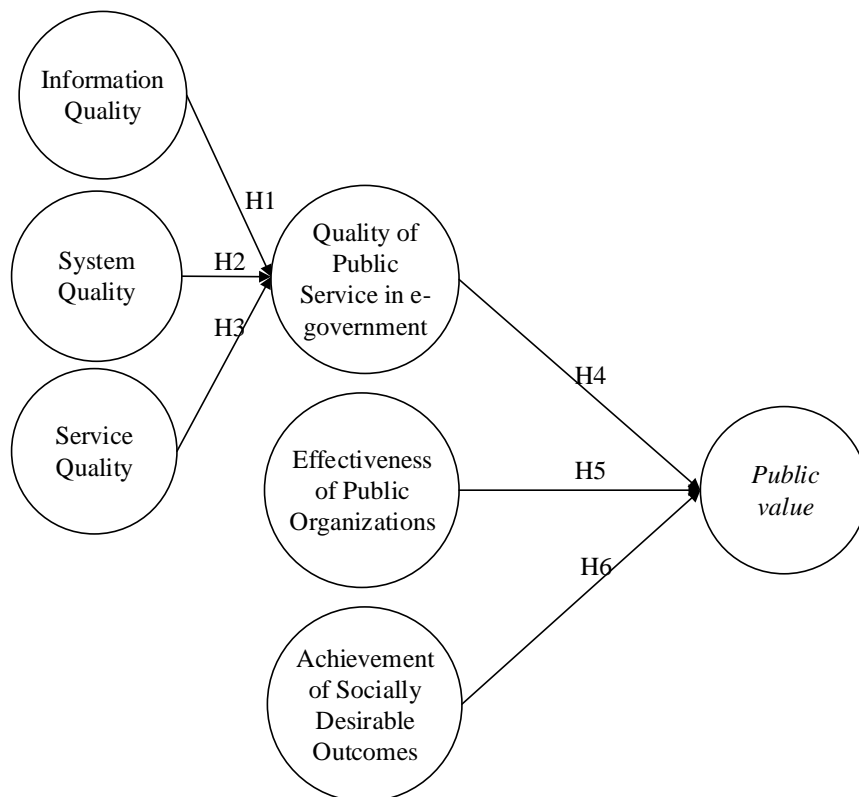 Information
Quality
H1
System
Quality
H2
Service
Quality
H3
Quality of
Public
Service in e-
government
H4
Effectiveness
of Public
Organizations
H5
Achievement
of Socially
Desirable
Outcomes
H6
Public
value